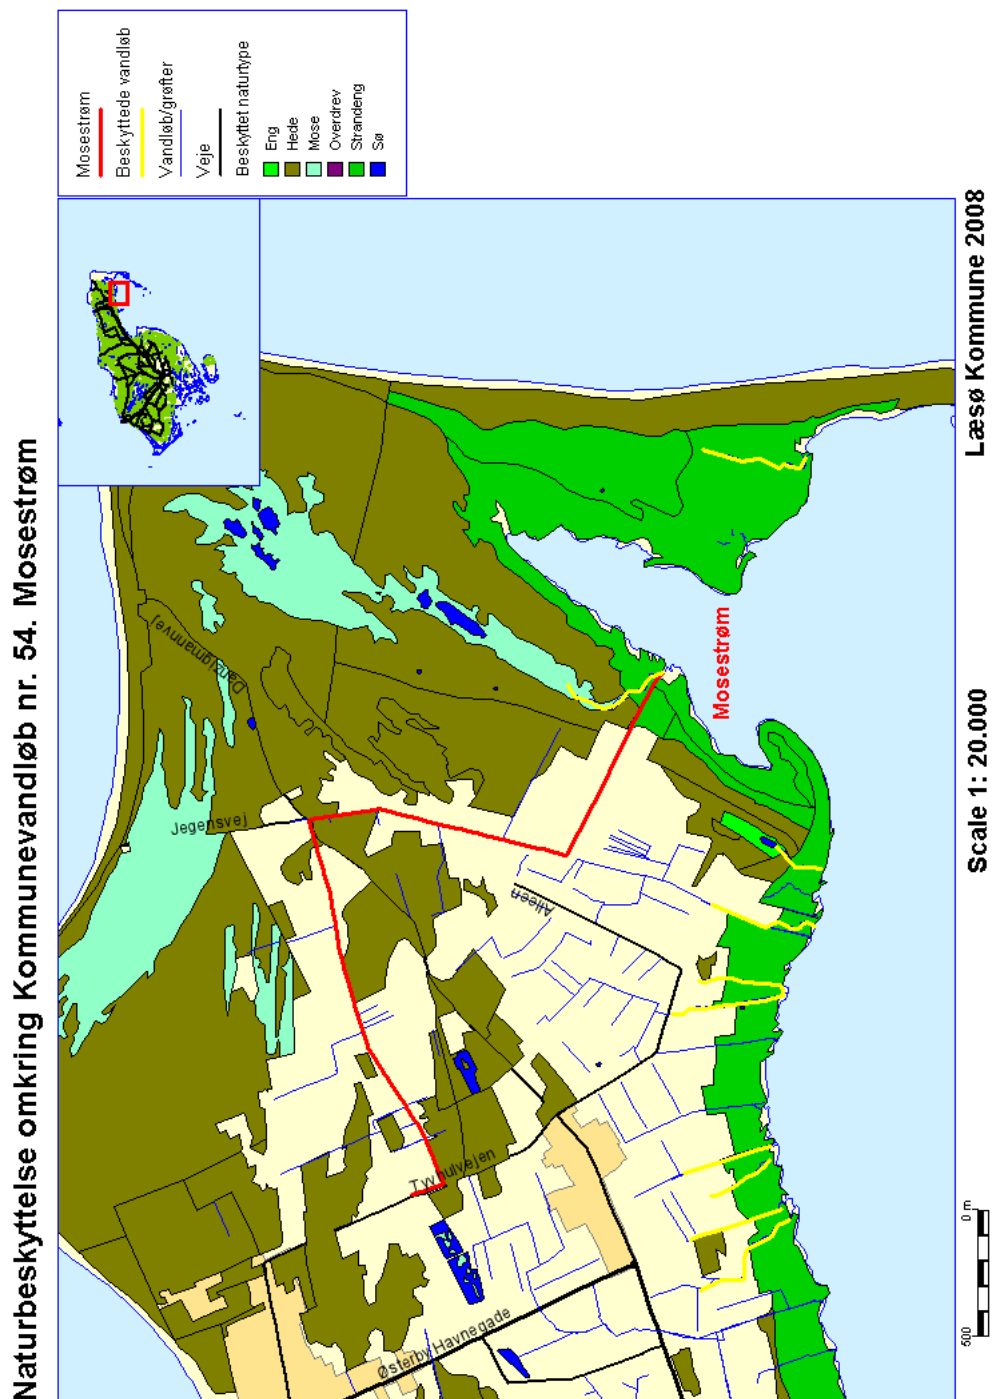 Naturbeskyttelse omkring Kommunevandløb nr. 54. Mosestrøm
Mosestrøm
Beskyttede vandløb
Vandløb/grøfter
Veje
Beskyttet naturtype
Eng
Hede
Mose
Overdrev
Strandeng
Sø
Danzigmannvej
Jegensvej
Alleen
Tyvhulvejen
Østerby Havnegade
Mosestrøm
500
0 m
Scale 1: 20.000
Læsø Kommune 2008